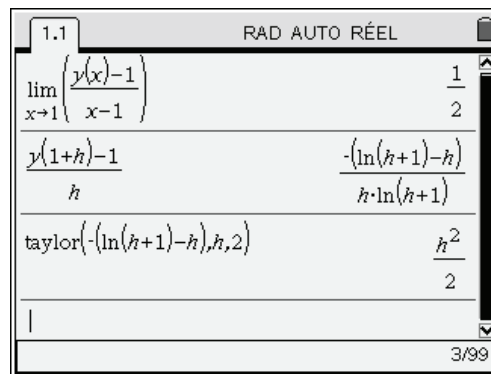 1.1 RAD AUTO RÉEL
lim x→1 ( (y(x)-1)/(x-1) ) 1/2
(y(1+h)-1)/h -(ln(h+1)-h)/(h·ln(h+1))
taylor(-(ln(h+1)-h),h,2) h²/2
3/99